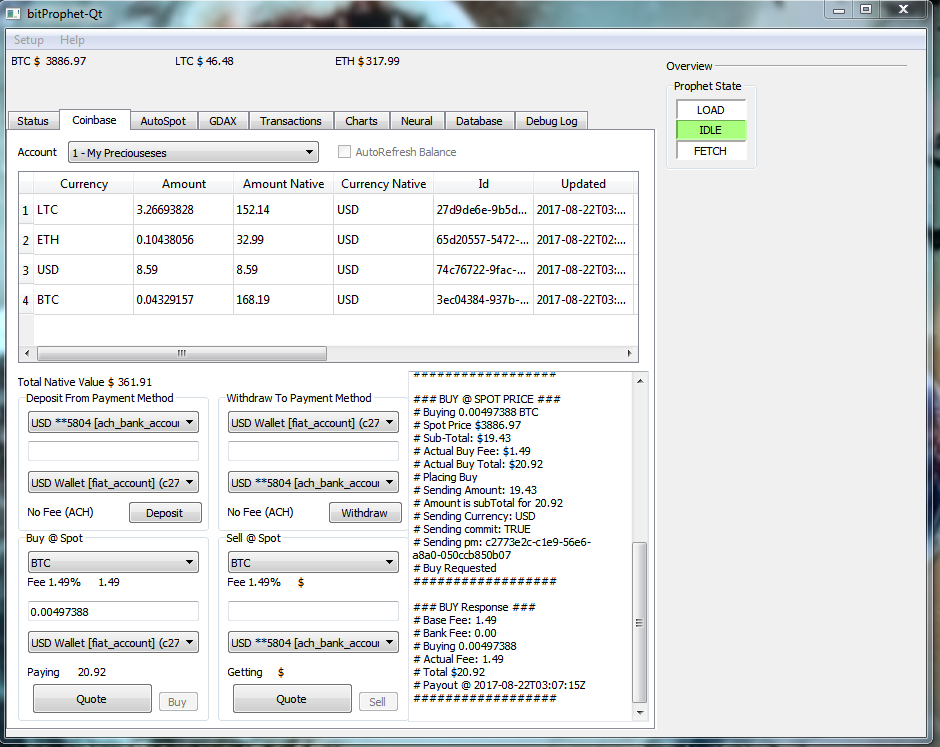 bitProphet-Qt
Setup Help
BTC $ 3886.97 LTC $ 46.48 ETH $ 317.99
Overview
Prophet State
LOAD
IDLE
FETCH
Status Coinbase AutoSpot GDAX Transactions Charts Neural Database Debug Log
Account 1 - My Preciouseses AutoRefresh Balance
Currency Amount Amount Native Currency Native Id Updated
1 LTC 3.26693828 152.14 USD 27d9de6e-9b5d... 2017-08-22T03:...
2 ETH 0.10438056 32.99 USD 65d20557-5472-... 2017-08-22T02:...
3 USD 8.59 8.59 USD 74c76722-9fac-... 2017-08-22T03:...
4 BTC 0.04329157 168.19 USD 3ec04384-937b-... 2017-08-22T03:...
Total Native Value $ 361.91
Deposit From Payment Method
USD **5804 [ach_bank_accour
USD Wallet [fiat_account] (c27
No Fee (ACH) Deposit
Withdraw To Payment Method
USD Wallet [fiat_account] (c27
USD **5804 [ach_bank_accour
No Fee (ACH) Withdraw
Buy @ Spot
BTC
Fee 1.49% 1.49
0.00497388
USD Wallet [fiat_account] (c27
Paying 20.92
Quote Buy
Sell @ Spot
BTC
Fee 1.49% $
USD **5804 [ach_bank_accour
Getting $
Quote Sell
##################
### BUY @ SPOT PRICE ###
# Buying 0.00497388 BTC
# Spot Price $3886.97
# Sub-Total: $19.43
# Actual Buy Fee: $1.49
# Actual Buy Total: $20.92
# Placing Buy
# Sending Amount: 19.43
# Amount is subTotal for 20.92
# Sending Currency: USD
# Sending commit: TRUE
# Sending pm: c2773e2c-c1e9-56e6-
a8a0-050ccb850b07
# Buy Requested
##################
### BUY Response ###
# Base Fee: 1.49
# Bank Fee: 0.00
# Buying 0.00497388
# Actual Fee: 1.49
# Total $20.92
# Payout @ 2017-08-22T03:07:15Z
##################